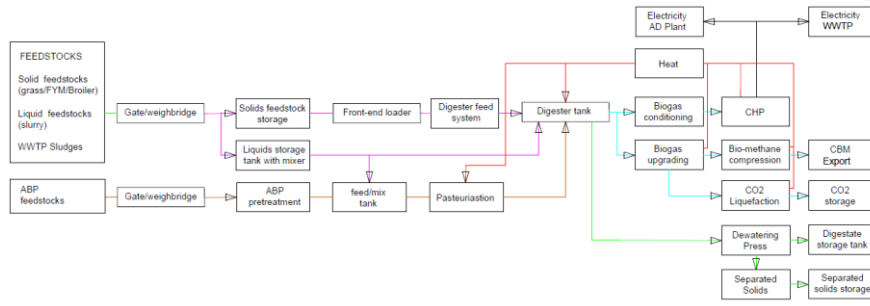 Electricity
AD Plant
Electricity
WWTP
FEEDSTOCKS
Solid feedstocks
(grass/FYM/Broiler)
Liquid feedstocks
(slurry)
WWTP Sludges
Heat
Gate/weighbridge
Solids feedstock
storage
Front-end loader
Digester feed
system
Digester tank
Biogas
conditioning
CHP
Liquids storage
tank with mixer
Biogas
upgrading
Bio-methane
compression
CBM
Export
ABP
feedstocks
Gate/weighbridge
ABP
pretreatment
feed/mix
tank
Pasteuriastion
CO2
Liquefaction
CO2
storage
Dewatering
Press
Digestate
storage tank
Separated
Solids
Separated
solids storage